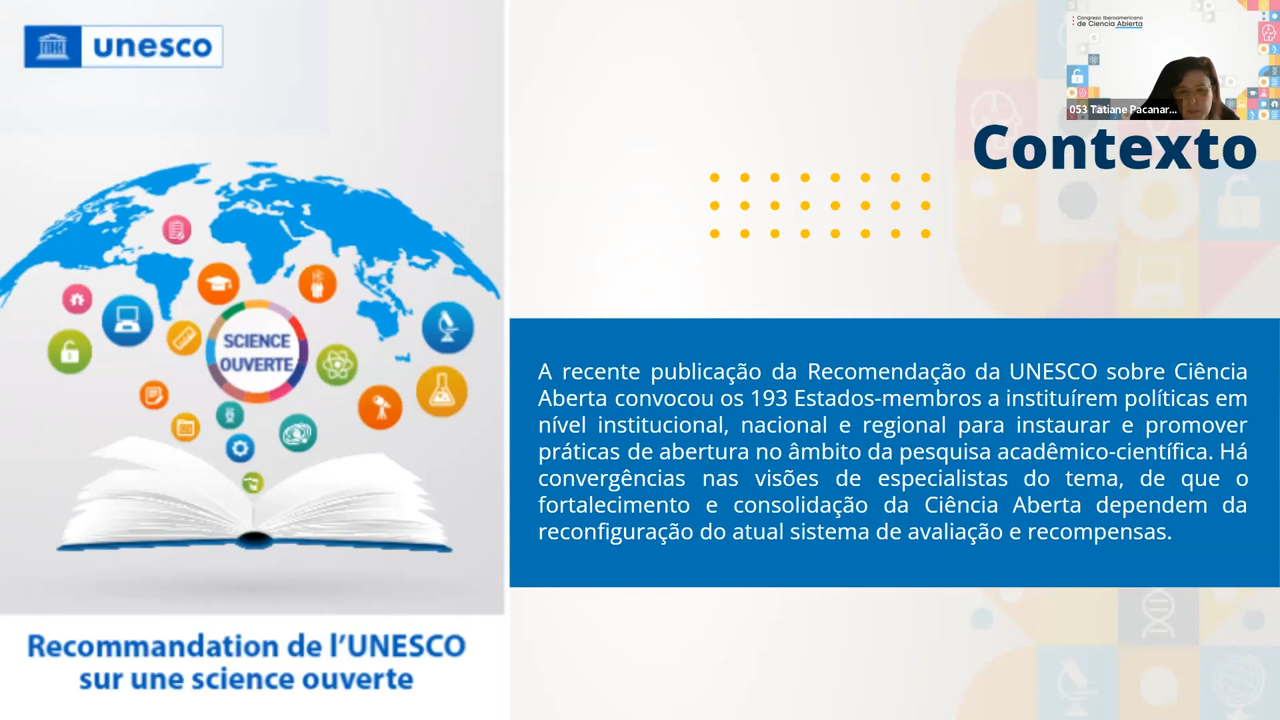 unesco
SCIENCE
OUVERTE
Recommandation de l’UNESCO
sur une science ouverte
Congreso Iberoamericano
de Ciencia Abierta
053 Tatiane Pacanar...
Contexto
A recente publicação da Recomendação da UNESCO sobre Ciência
Aberta convocou os 193 Estados-membros a instituírem políticas em
nível institucional, nacional e regional para instaurar e promover
práticas de abertura no âmbito da pesquisa acadêmico-científica. Há
convergências nas visões de especialistas do tema, de que o
fortalecimento e consolidação da Ciência Aberta dependem da
reconfiguração do atual sistema de avaliação e recompensas.